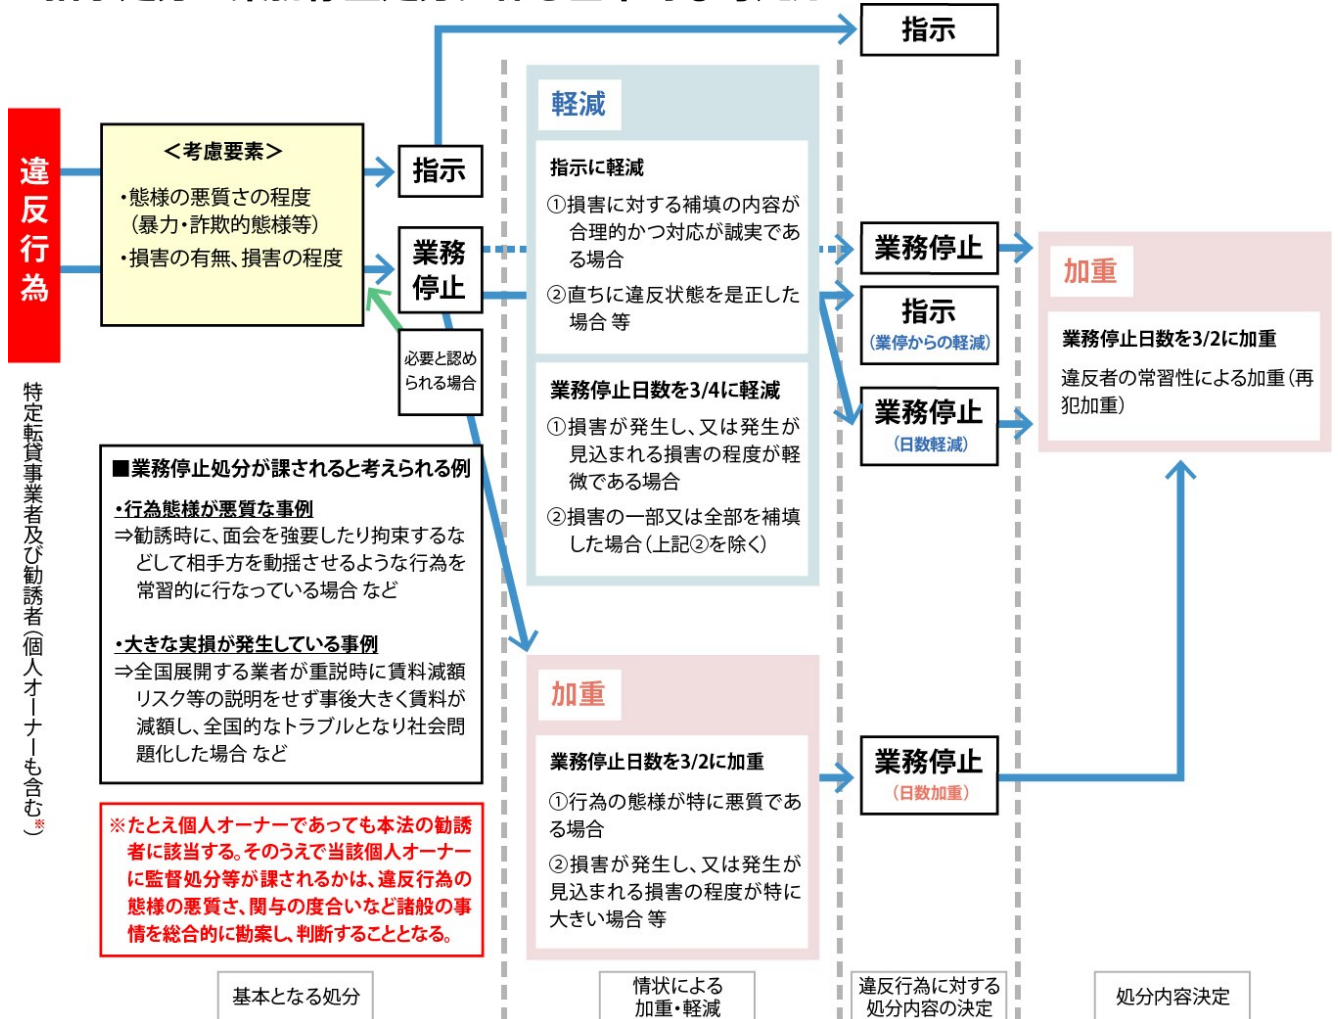 指示
違反行為
特定転貸事業者及び勧誘者(個人オーナーも含む※)
<考慮要素>
・態様の悪質さの程度
(暴力・詐欺的態様等)
・損害の有無、損害の程度
指示
業務
停止
必要と認め
られる場合
■業務停止処分が課されると考えられる例
・行為態様が悪質な事例
⇒勧誘時に、面会を強要したり拘束するな
どして相手方を動揺させるような行為を
常習的に行なっている場合 など
・大きな実損が発生している事例
⇒全国展開する業者が重説時に賃料減額
リスク等の説明をせず事後大きく賃料が
減額し、全国的なトラブルとなり社会問
題化した場合 など
※たとえ個人オーナーであっても本法の勧誘
者に該当する。そのうえで当該個人オーナー
に監督処分等が課されるかは、違反行為の
態様の悪質さ、関与の度合いなど諸般の事
情を総合的に勘案し、判断することとなる。
基本となる処分
軽減
指示に軽減
①損害に対する補填の内容が
合理的かつ対応が誠実であ
る場合
②直ちに違反状態を是正した
場合 等
業務停止日数を3/4に軽減
①損害が発生し、又は発生が
見込まれる損害の程度が軽
微である場合
②損害の一部又は全部を補填
した場合(上記②を除く)
加重
業務停止日数を3/2に加重
①行為の態様が特に悪質であ
る場合
②損害が発生し、又は発生が
見込まれる損害の程度が特に
大きい場合 等
情状による
加重・軽減
業務停止
指示
(業停からの軽減)
業務停止
(日数軽減)
業務停止
(日数加重)
違反行為に対する
処分内容の決定
加重
業務停止日数を3/2に加重
違反者の常習性による加重(再
犯加重)
処分内容決定